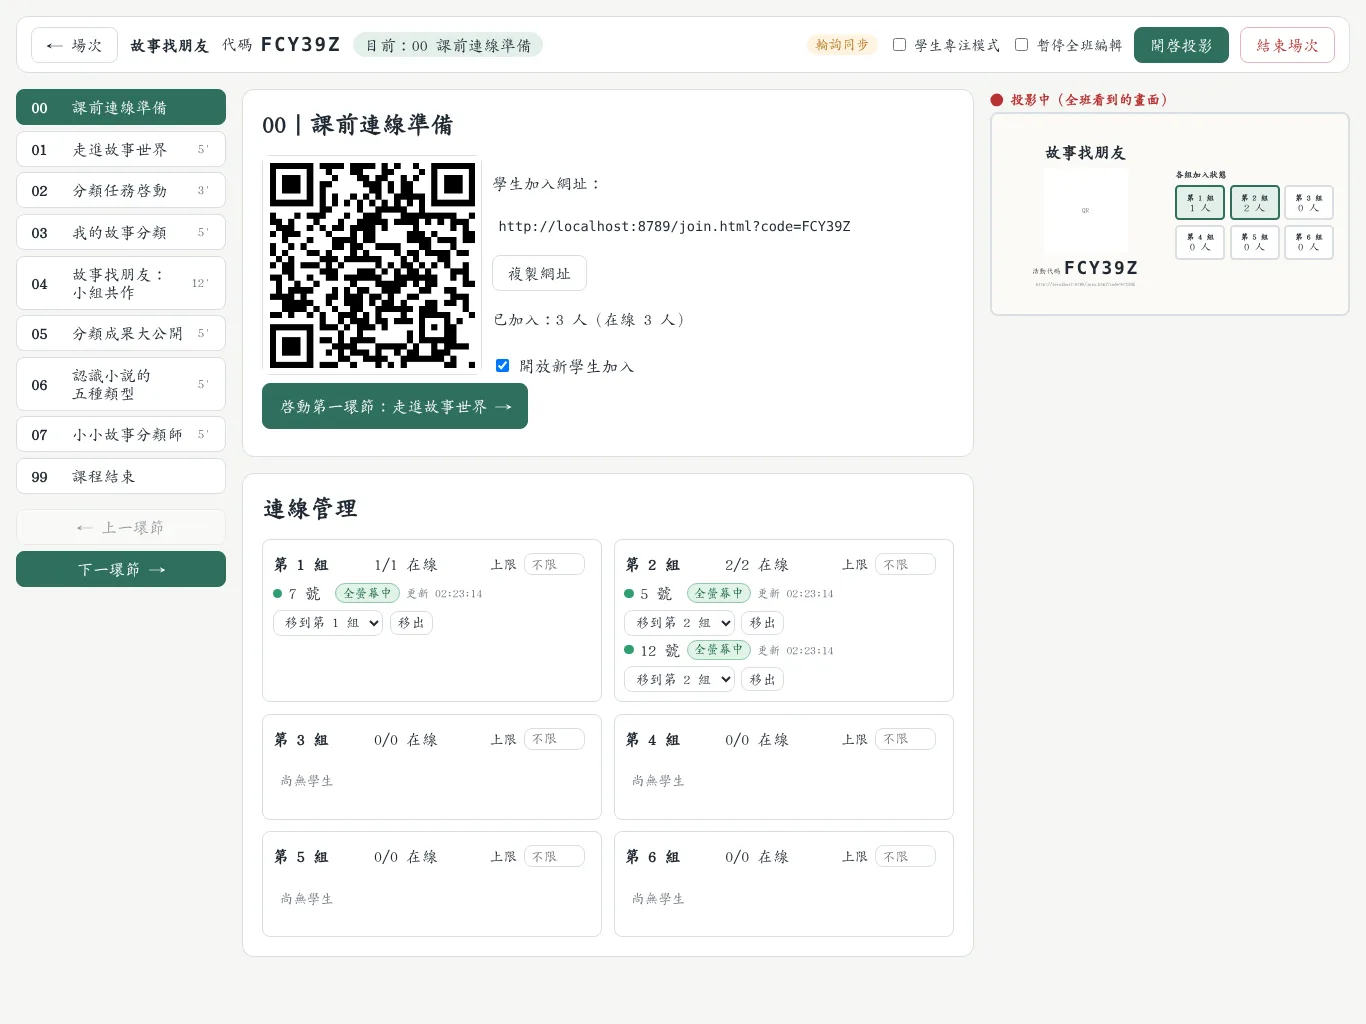 ← 場次 故事找朋友 代碼 FCY39Z 目前：00 課前連線準備 輪詢同步 學生專注模式 暫停全班編輯 開啓投影 結束場次
00 課前連線準備
01 走進故事世界 5'
02 分類任務啓動 3'
03 我的故事分類 5'
04 故事找朋友：
小組共作 12'
05 分類成果大公開 5'
06 認識小說的
五種類型 5'
07 小小故事分類師 5'
99 課程結束
← 上一環節
下一環節 →
00｜課前連線準備
學生加入網址：
http://localhost:8789/join.html?code=FCY39Z
複製網址
已加入：3 人（在線 3 人）
開放新學生加入
啓動第一環節：走進故事世界 →
連線管理
第 1 組 1/1 在線 上限 不限
7 號 全螢幕中 更新 02:23:14
移到第 1 組 移出
第 2 組 2/2 在線 上限 不限
5 號 全螢幕中 更新 02:23:14
移到第 2 組 移出
12 號 全螢幕中 更新 02:23:14
移到第 2 組 移出
第 3 組 0/0 在線 上限 不限
尚無學生
第 4 組 0/0 在線 上限 不限
尚無學生
第 5 組 0/0 在線 上限 不限
尚無學生
第 6 組 0/0 在線 上限 不限
尚無學生
投影中（全班看到的畫面）
故事找朋友
QR
活動代碼 FCY39Z
http://localhost:8789/join.html?code=FCY39Z
各組加入狀態
第 1 組
1 人
第 2 組
2 人
第 3 組
0 人
第 4 組
0 人
第 5 組
0 人
第 6 組
0 人